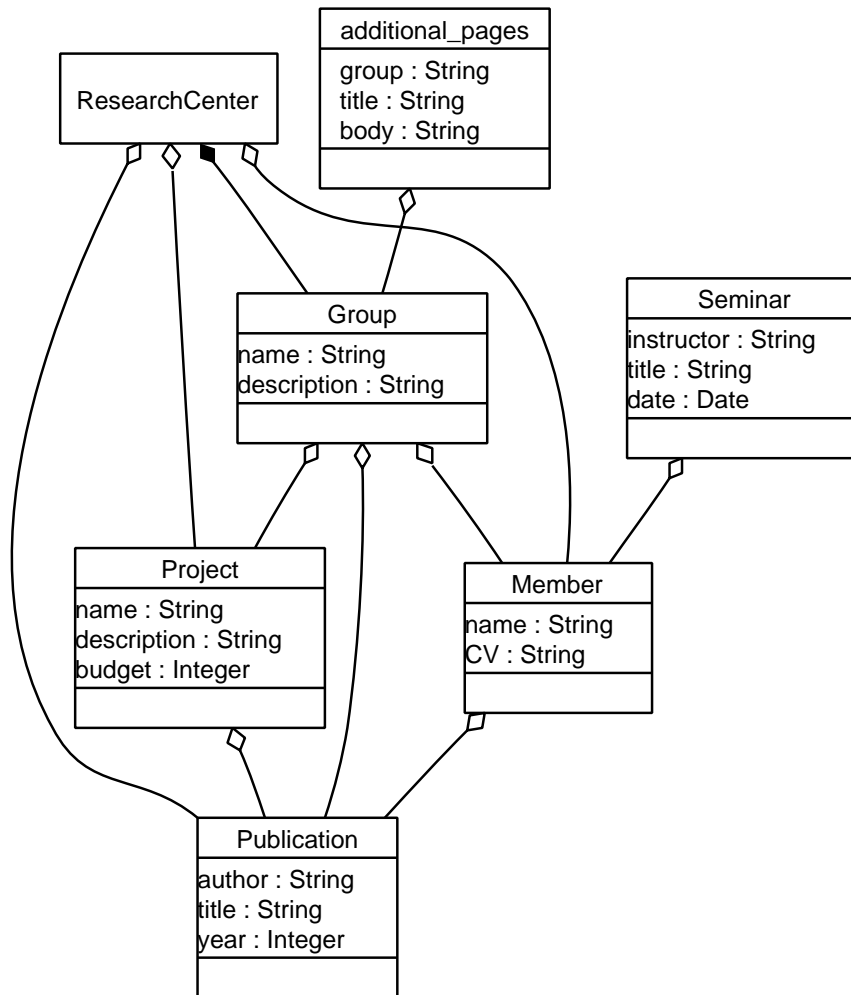 additional_pages
group : String
title : String
body : String
ResearchCenter
Group
name : String
description : String
Seminar
instructor : String
title : String
date : Date
Project
name : String
description : String
budget : Integer
Member
name : String
CV : String
Publication
author : String
title : String
year : Integer